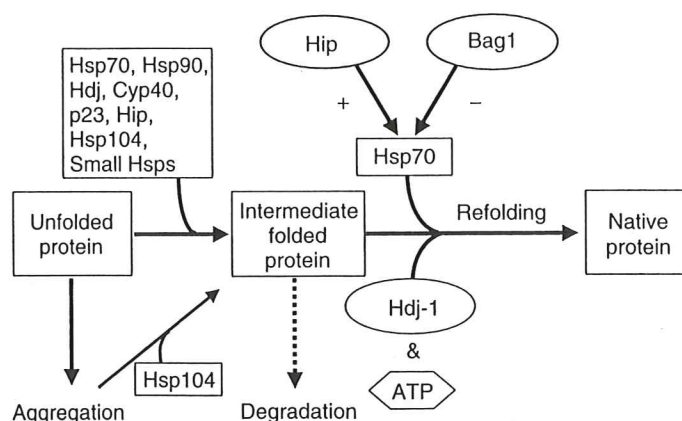 Hip
Bag1
Hsp70, Hsp90,
Hdj, Cyp40,
p23, Hip,
Hsp104,
Small Hsps
+
–
Hsp70
Unfolded
protein
Intermediate
folded
protein
Refolding
Native
protein
Hdj-1
&
ATP
Hsp104
Aggregation
Degradation